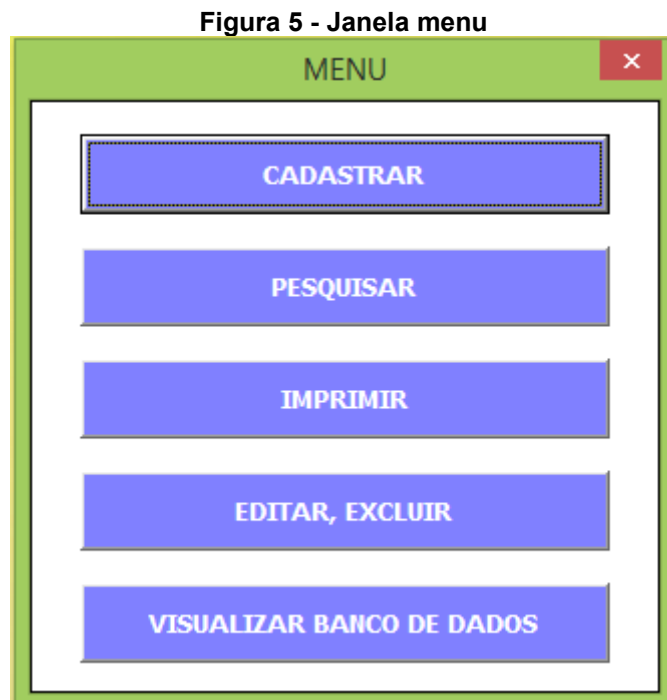 Figura 5 - Janela menu
MENU
CADASTRAR
PESQUISAR
IMPRIMIR
EDITAR, EXCLUIR
VISUALIZAR BANCO DE DADOS